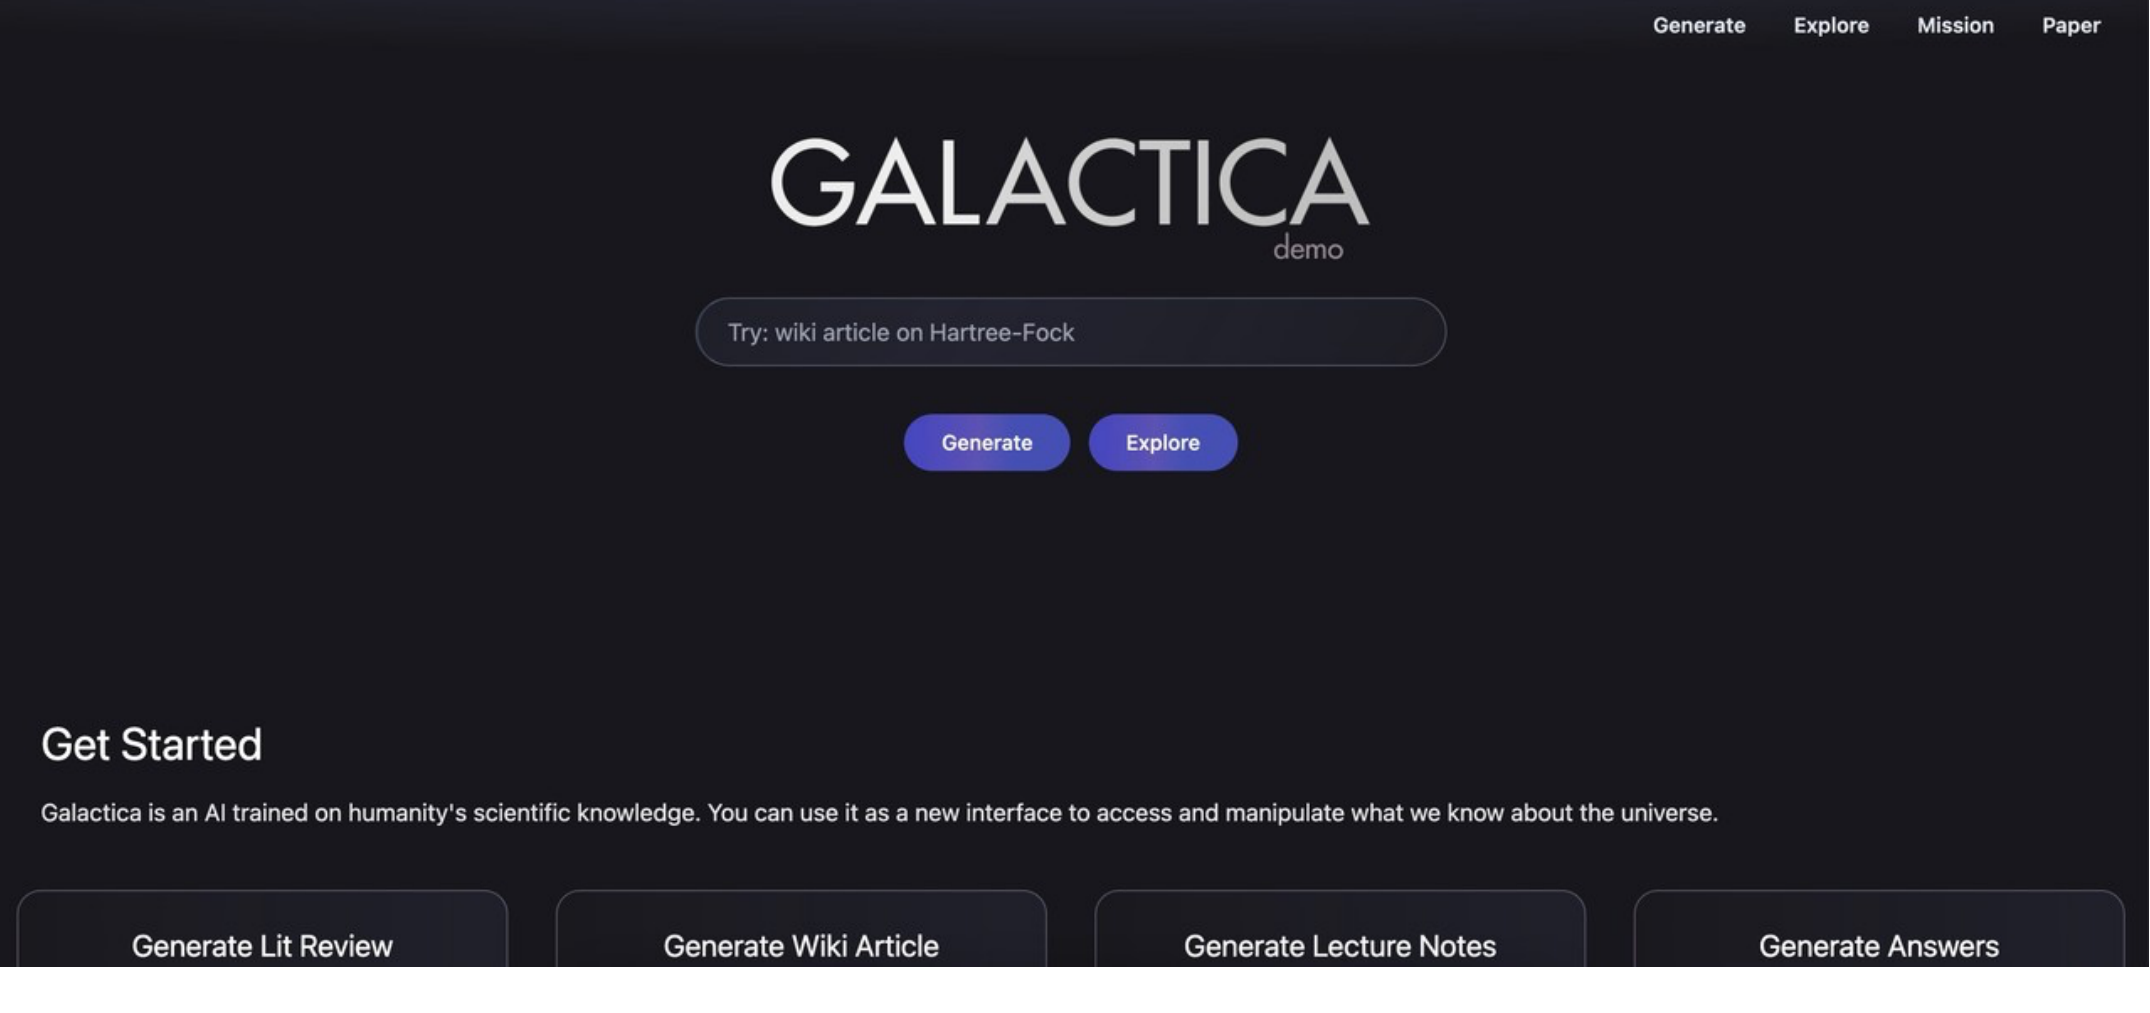 Generate Explore Mission Paper
GALACTICA
demo
Try: wiki article on Hartree-Fock
Generate Explore
Get Started
Galactica is an AI trained on humanity's scientific knowledge. You can use it as a new interface to access and manipulate what we know about the universe.
Generate Lit Review Generate Wiki Article Generate Lecture Notes Generate Answers